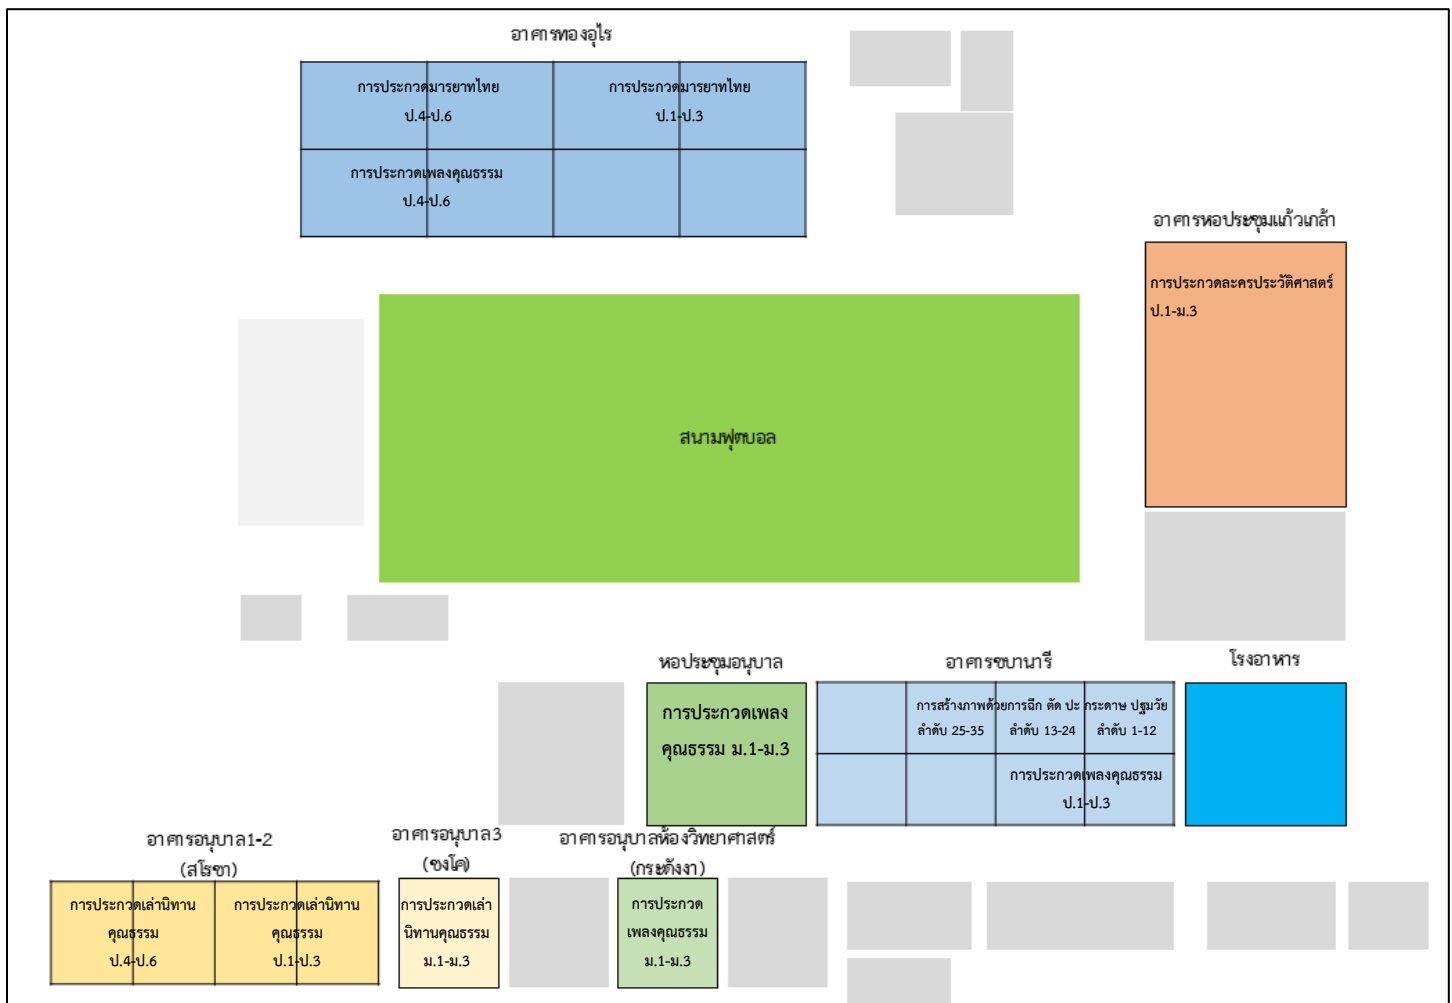 อาคารทองอุไร
การประกวดมารยาทไทย
ป.4-ป.6
การประกวดมารยาทไทย
ป.1-ป.3
การประกวดเพลงคุณธรรม
ป.4-ป.6
อาคารหอประชุมแก้วเกล้า
การประกวดละครประวัติศาสตร์
ป.1-ม.3
สนามฟุตบอล
หอประชุมอนุบาล
การประกวดเพลง
คุณธรรม ม.1-ม.3
อาคารชบานารี
การสร้างภาพด้วยการฉีก ตัด ปะ กระดาษ ปฐมวัย
ลำดับ 25-35
ลำดับ 13-24
ลำดับ 1-12
การประกวดเพลงคุณธรรม
ป.1-ป.3
โรงอาหาร
อาคารอนุบาล1-2
(สโรชา)
การประกวดเล่านิทาน
คุณธรรม
ป.4-ป.6
การประกวดเล่านิทาน
คุณธรรม
ป.1-ป.3
อาคารอนุบาล3
(ชงโค)
การประกวดเล่า
นิทานคุณธรรม
ม.1-ม.3
อาคารอนุบาลห้องวิทยาศาสตร์
(กระดังงา)
การประกวด
เพลงคุณธรรม
ม.1-ม.3